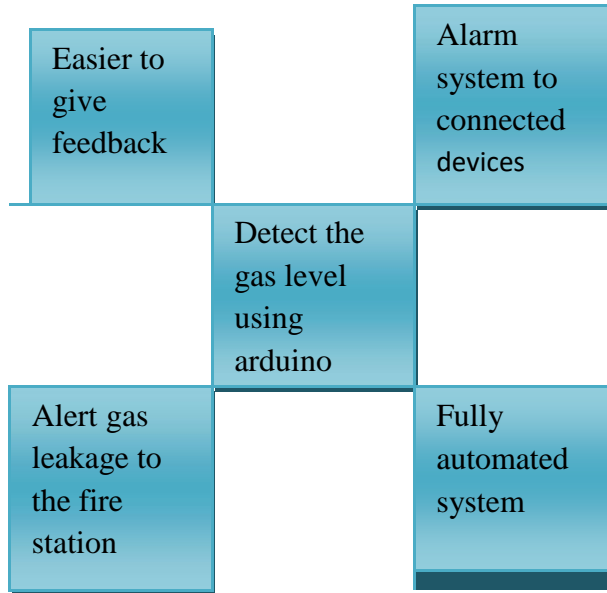 Easier to
give
feedback
Alarm
system to
connected
devices
Detect the
gas level
using
arduino
Alert gas
leakage to
the fire
station
Fully
automated
system